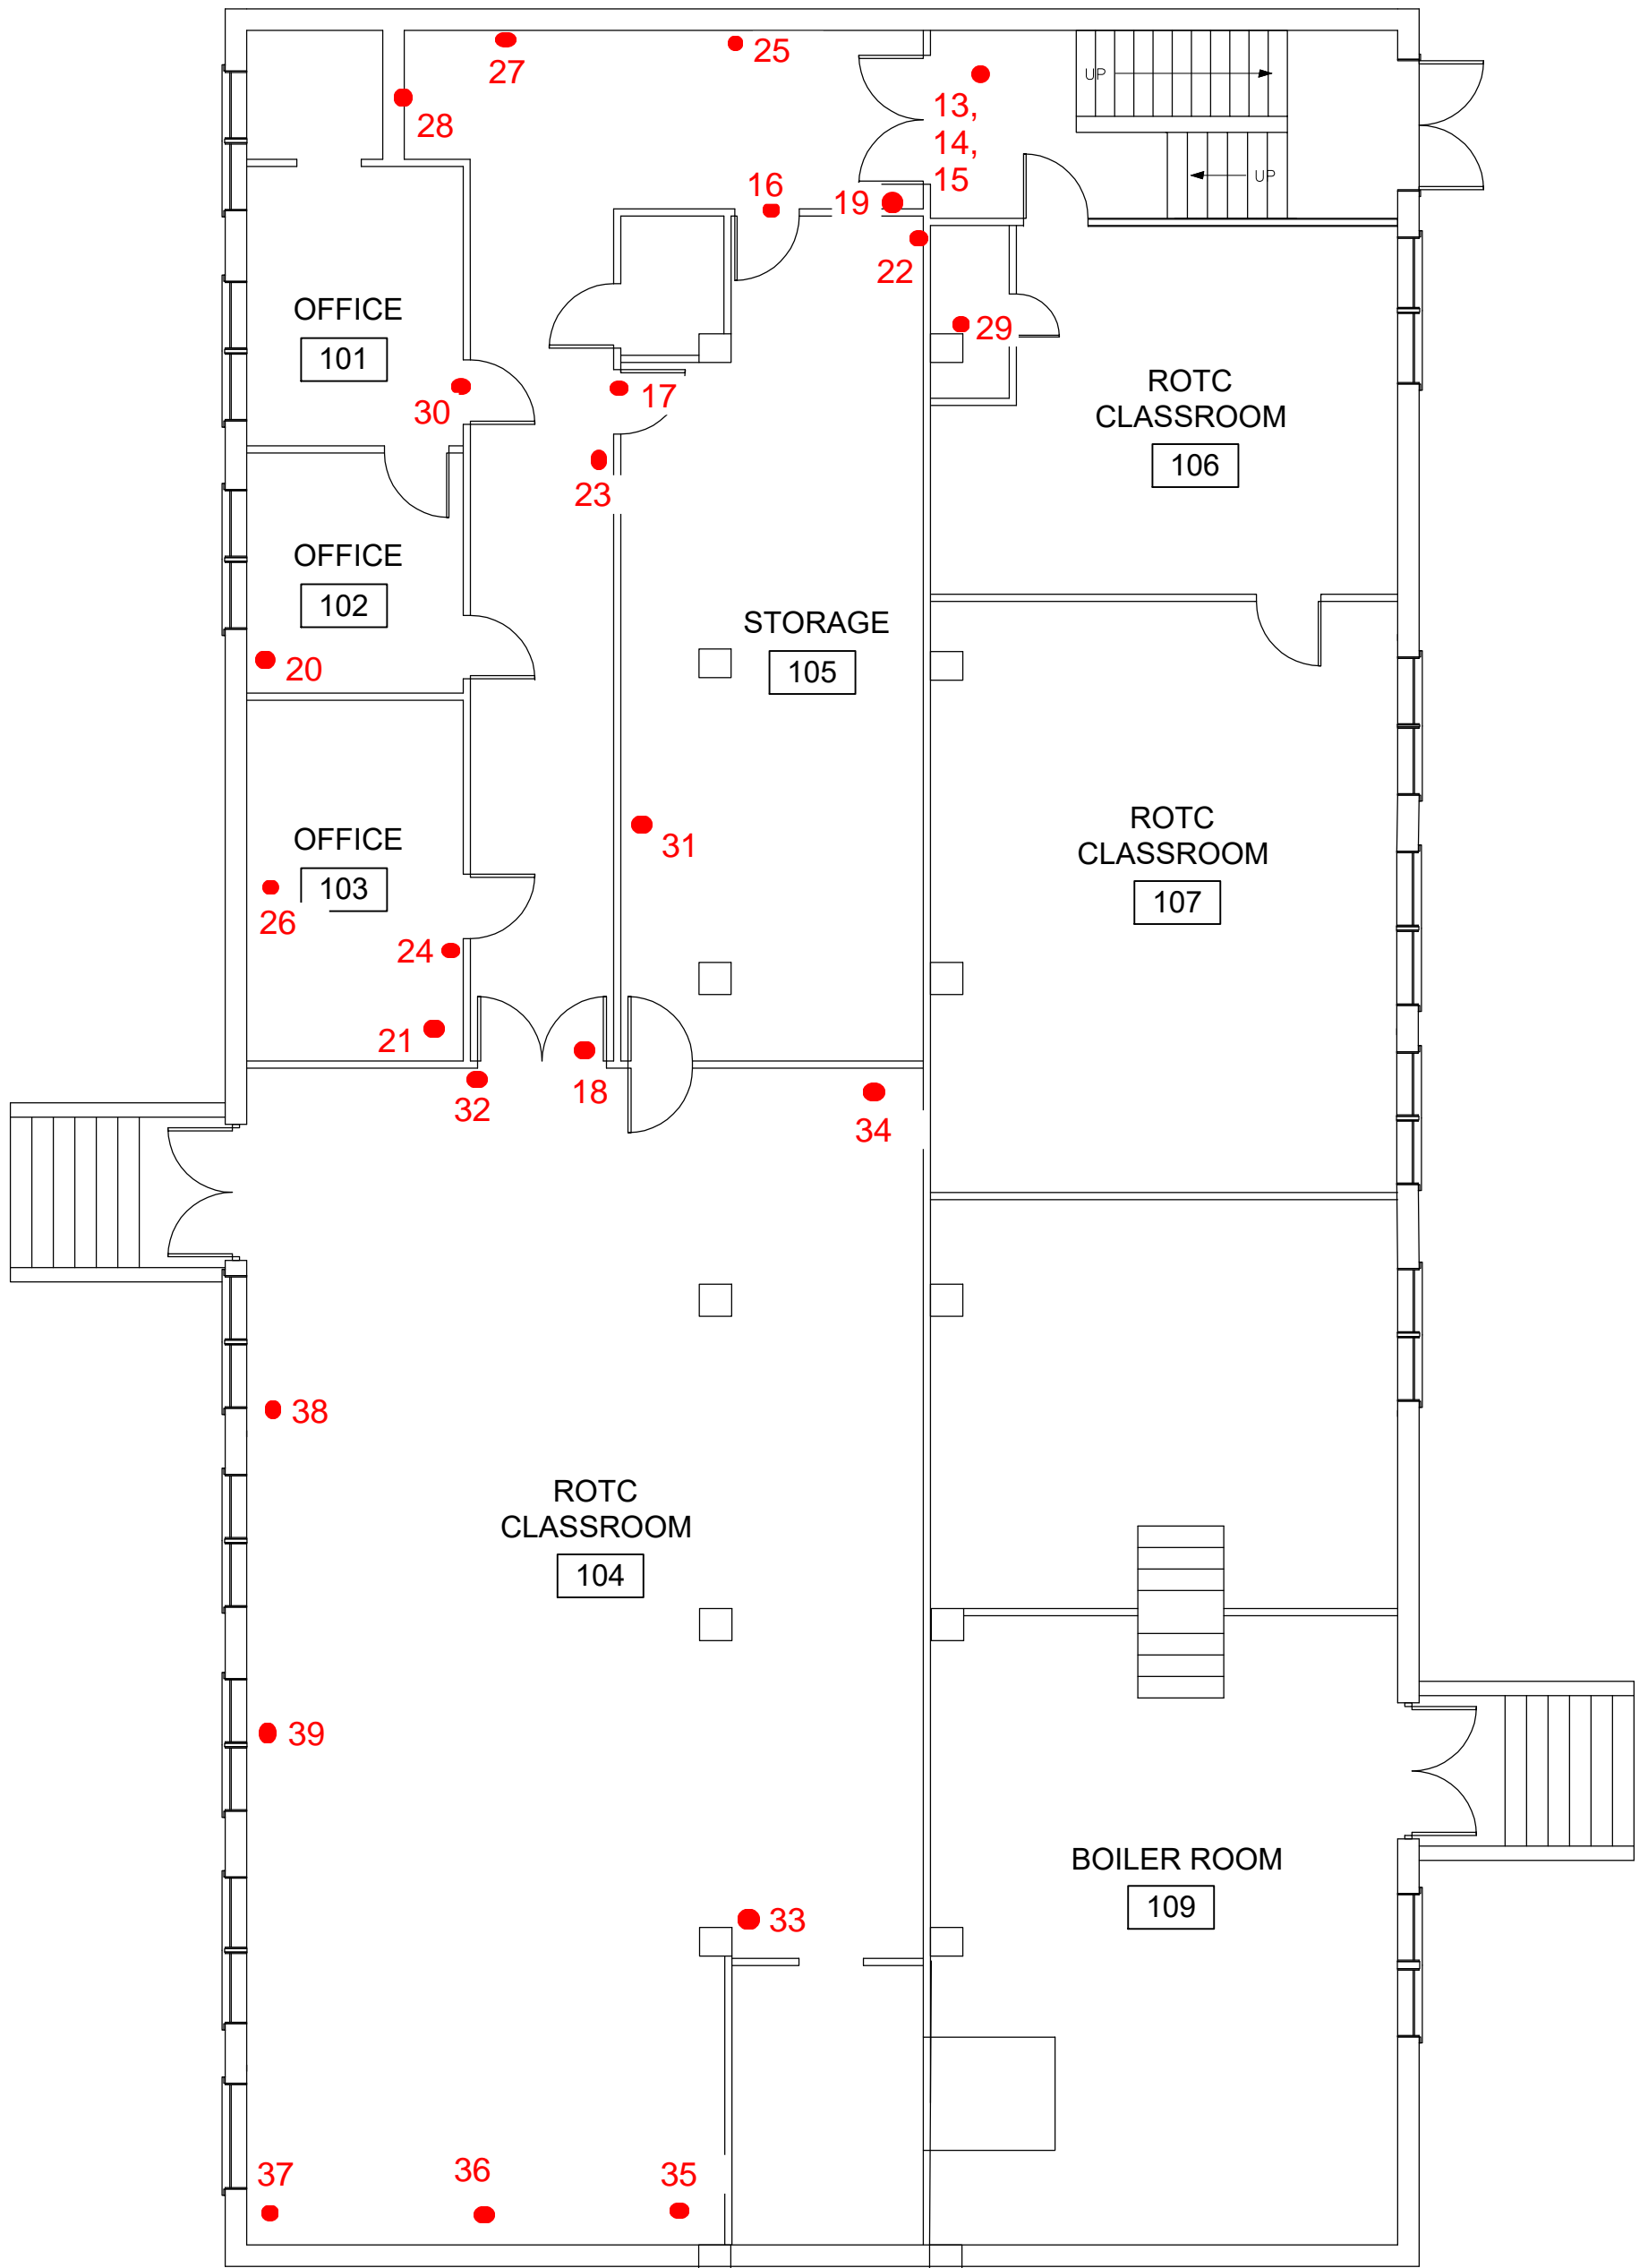 27
25
UP
28
13,
14,
15
16
19
UP
22
OFFICE
101
29
30
17
ROTC
CLASSROOM
106
23
OFFICE
102
20
STORAGE
105
31
OFFICE
103
26
ROTC
CLASSROOM
107
24
21
32
18
34
38
ROTC
CLASSROOM
104
39
BOILER ROOM
109
33
37
36
35